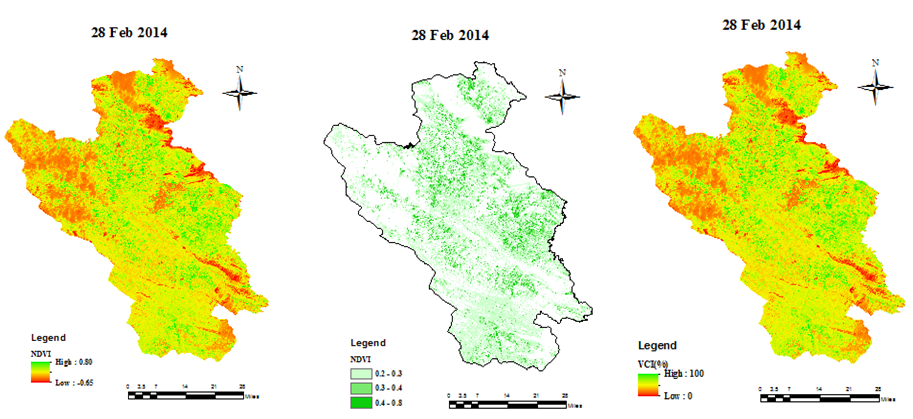 28 Feb 2014
N
Legend
NDVI
High : 0.80
Low : -0.65
0 3.5 7 14 21 28
Miles
28 Feb 2014
N
Legend
NDVI
0.2 - 0.3
0.3 - 0.4
0.4 - 0.8
0 3.5 7 14 21 28
Miles
28 Feb 2014
N
Legend
VCI(%)
High : 100
Low : 0
0 3.5 7 14 21 28
Miles